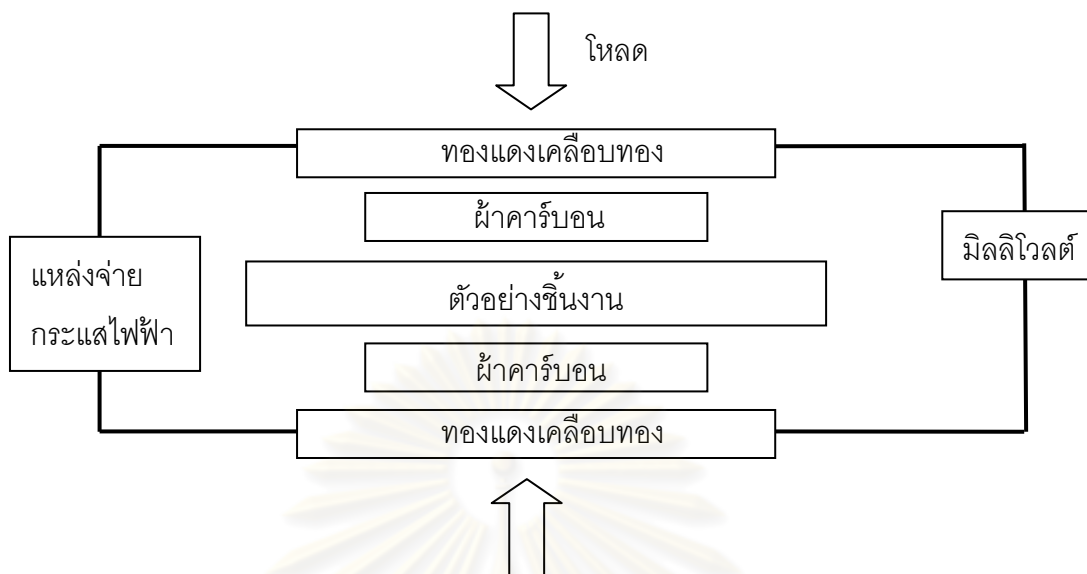 โหลด
ทองแดงเคลือบทอง
ผ้าคาร์บอน
มิลลิโวลต์
แหล่งจ่าย
กระแสไฟฟ้า
ตัวอย่างชิ้นงาน
ผ้าคาร์บอน
ทองแดงเคลือบทอง